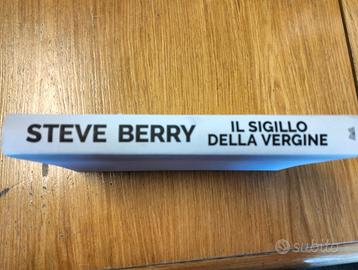 STEVE BERRY
IL SIGILLO
DELLA VERGINE
subito